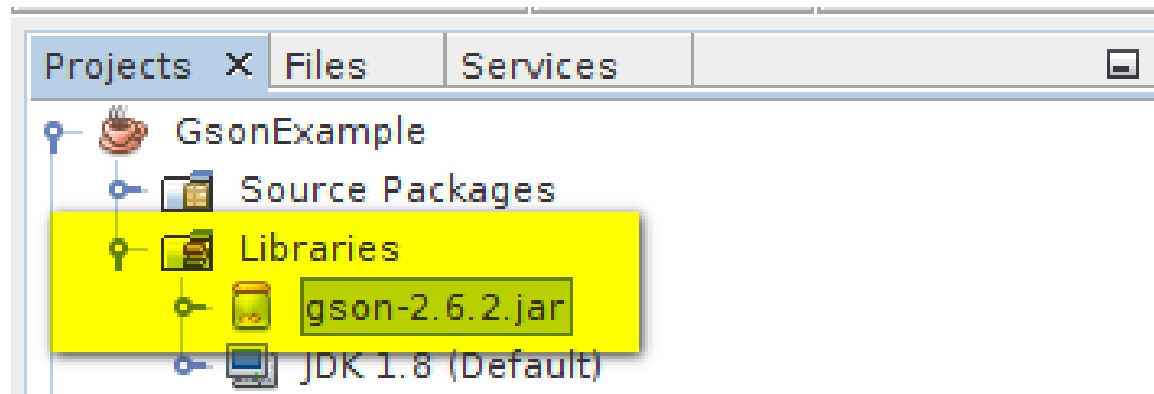 Projects X Files Services
GsonExample
Source Packages
Libraries
gson-2.6.2.jar
JDK 1.8 (Default)